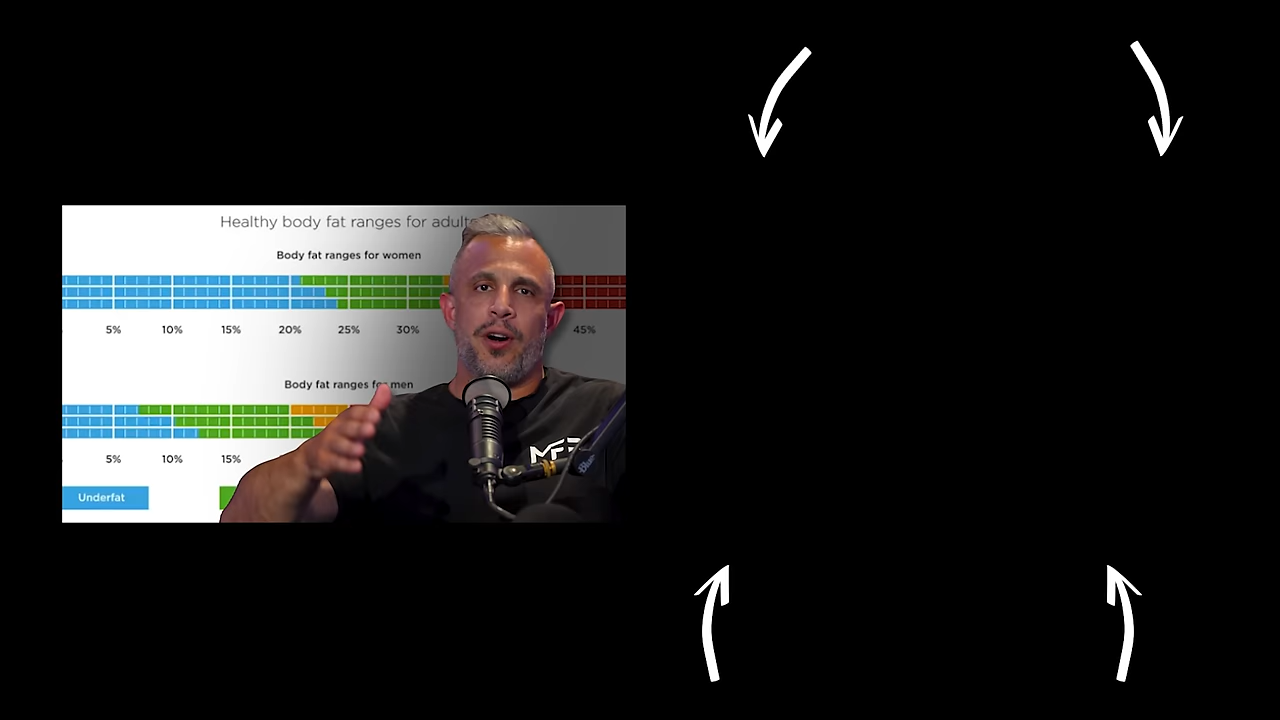 Healthy body fat ranges for adults
Body fat ranges for women
5% 10% 15% 20% 25% 30% 45%
Body fat ranges for men
5% 10% 15%
Underfat
Blue